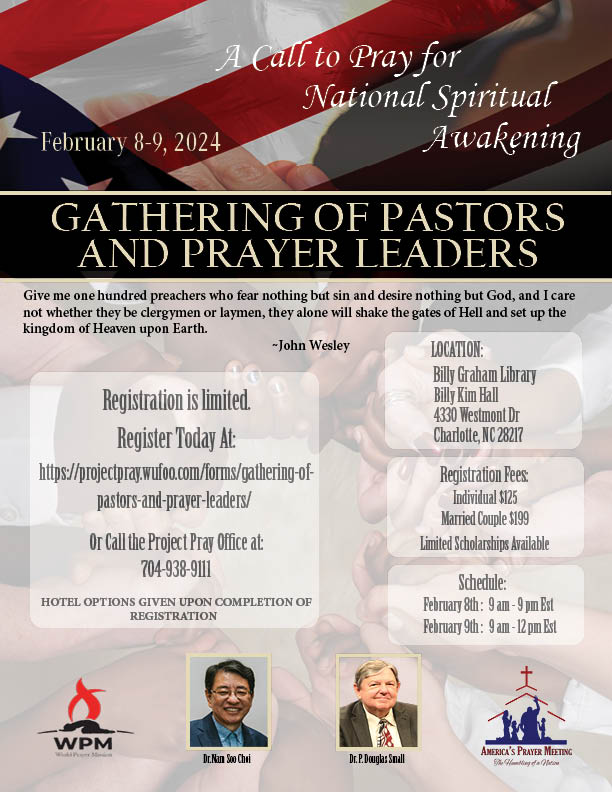 A Call to Pray for
National Spiritual
Awakening
February 8-9, 2024
GATHERING OF PASTORS
AND PRAYER LEADERS
Give me one hundred preachers who fear nothing but sin and desire nothing but God, and I care
not whether they be clergymen or laymen, they alone will shake the gates of Hell and set up the
kingdom of Heaven upon Earth.
~John Wesley
LOCATION:
Billy Graham Library
Billy Kim Hall
4330 Westmont Dr
Charlotte, NC 28217
Registration is limited.
Register Today At:
https://projectpray.wufoo.com/forms/gathering-of-
pastors-and-prayer-leaders/
Or Call the Project Pray Office at:
704-938-9111
HOTEL OPTIONS GIVEN UPON COMPLETION OF
REGISTRATION
Registration Fees:
Individual $125
Married Couple $199
Limited Scholarships Available
Schedule:
February 8th : 9 am - 9 pm Est
February 9th : 9 am - 12 pm Est
WPM
World Prayer Mission
Dr. Nam Soo Choi
Dr. P. Douglas Small
AMERICA'S PRAYER MEETING
The Humbling of a Nation